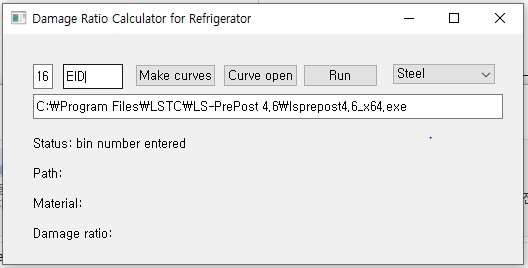 Damage Ratio Calculator for Refrigerator
16 EID Make curves Curve open Run Steel
C:₩Program Files₩LSTC₩LS-PrePost 4.6₩lsprepost4.6_x64.exe
Status: bin number entered
Path:
Material:
Damage ratio: